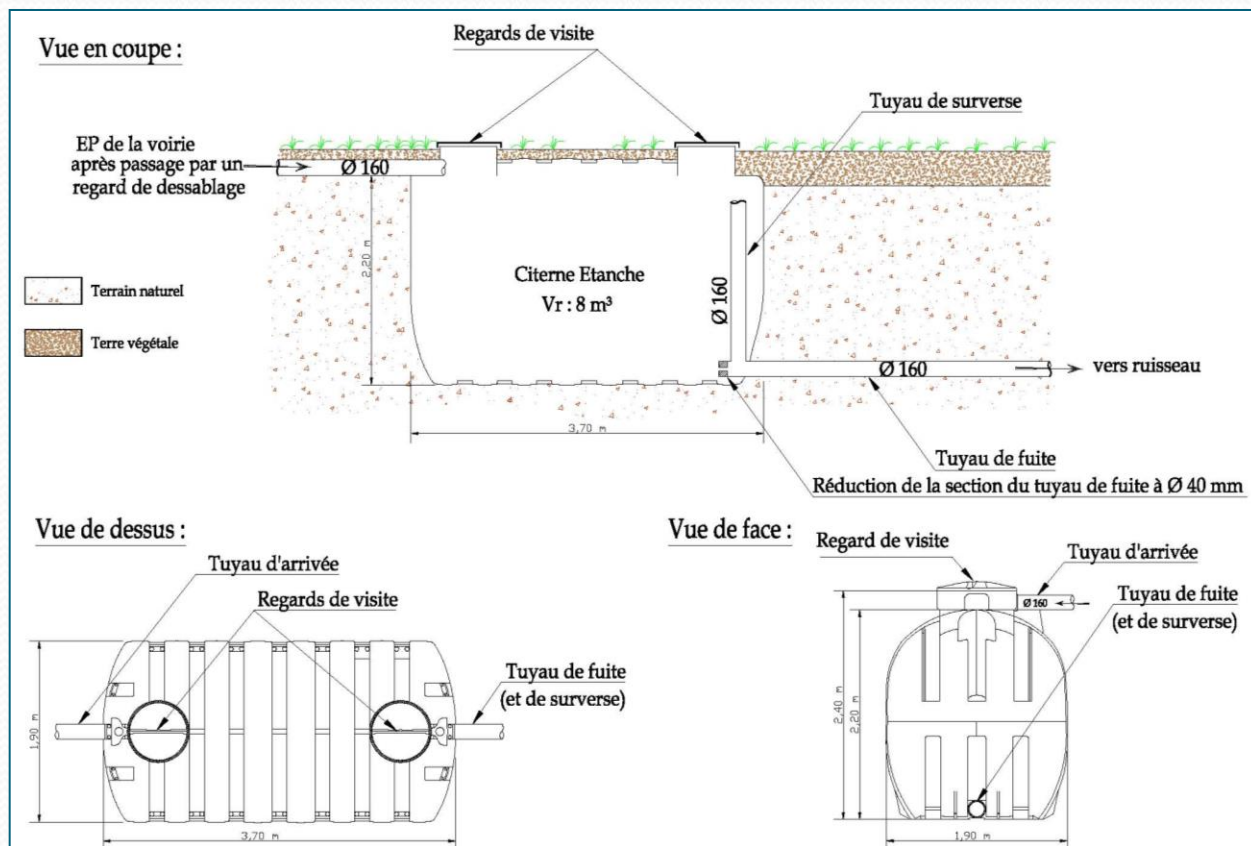 Vue en coupe :
Regards de visite
Tuyau de surverse
EP de la voirie
après passage par un
regard de dessablage
Ø 160
2,20 m
Citerne Etanche
Vr : 8 m³
Ø 160
Terrain naturel
Terre végétale
Ø 160
vers ruisseau
3,70 m
Tuyau de fuite
Réduction de la section du tuyau de fuite à Ø 40 mm
Vue de dessus :
Tuyau d'arrivée
Regards de visite
Tuyau de fuite
(et de surverse)
1,90 m
3,70 m
Vue de face :
Regard de visite
Tuyau d'arrivée
Ø 160
Tuyau de fuite
(et de surverse)
2,40 m
2,20 m
1,90 m